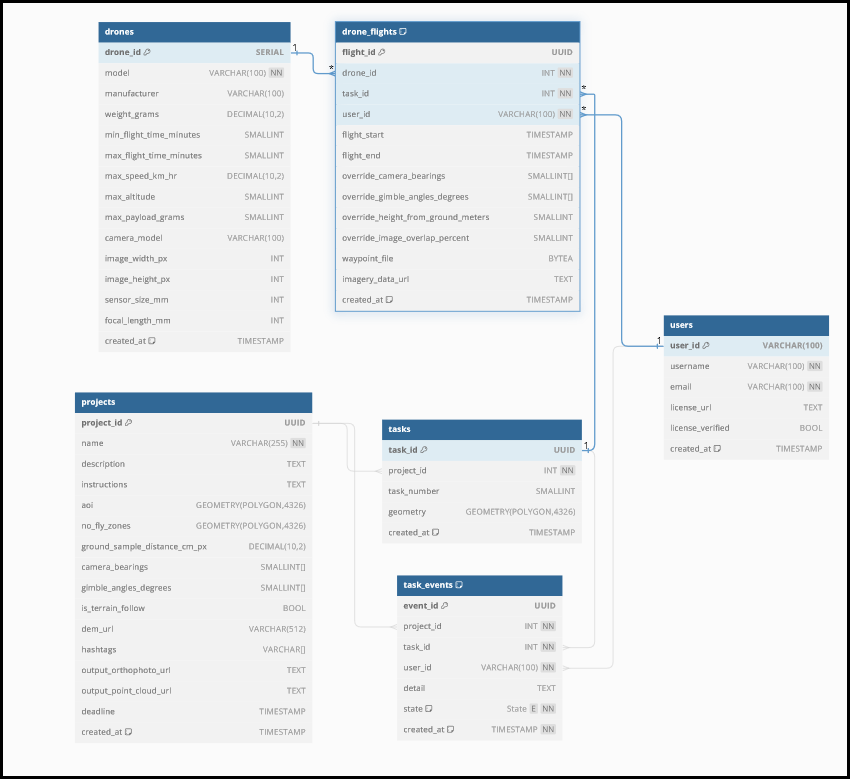 drones
drone_id SERIAL
model VARCHAR(100) NN
manufacturer VARCHAR(100)
weight_grams DECIMAL(10,2)
min_flight_time_minutes SMALLINT
max_flight_time_minutes SMALLINT
max_speed_km_hr DECIMAL(10,2)
max_altitude SMALLINT
max_payload_grams SMALLINT
camera_model VARCHAR(100)
image_width_px INT
image_height_px INT
sensor_size_mm INT
focal_length_mm INT
created_at TIMESTAMP
1
*
drone_flights
flight_id UUID
drone_id INT NN
task_id INT NN
user_id VARCHAR(100) NN
flight_start TIMESTAMP
flight_end TIMESTAMP
override_camera_bearings SMALLINT[]
override_gimble_angles_degrees SMALLINT[]
override_height_from_ground_meters SMALLINT
override_image_overlap_percent SMALLINT
waypoint_file BYTEA
imagery_data_url TEXT
created_at TIMESTAMP
*
*
1
users
user_id VARCHAR(100)
username VARCHAR(100) NN
email VARCHAR(100) NN
license_url TEXT
license_verified BOOL
created_at TIMESTAMP
projects
project_id UUID
name VARCHAR(255) NN
description TEXT
instructions TEXT
aoi GEOMETRY(POLYGON,4326)
no_fly_zones GEOMETRY(POLYGON,4326)
ground_sample_distance_cm_px DECIMAL(10,2)
camera_bearings SMALLINT[]
gimble_angles_degrees SMALLINT[]
is_terrain_follow BOOL
dem_url VARCHAR(512)
hashtags VARCHAR[]
output_orthophoto_url TEXT
output_point_cloud_url TEXT
deadline TIMESTAMP
created_at TIMESTAMP
tasks
task_id UUID
1
project_id INT NN
task_number SMALLINT
geometry GEOMETRY(POLYGON,4326)
created_at TIMESTAMP
task_events
event_id UUID
project_id INT NN
task_id INT NN
user_id VARCHAR(100) NN
detail TEXT
state State E NN
created_at TIMESTAMP NN